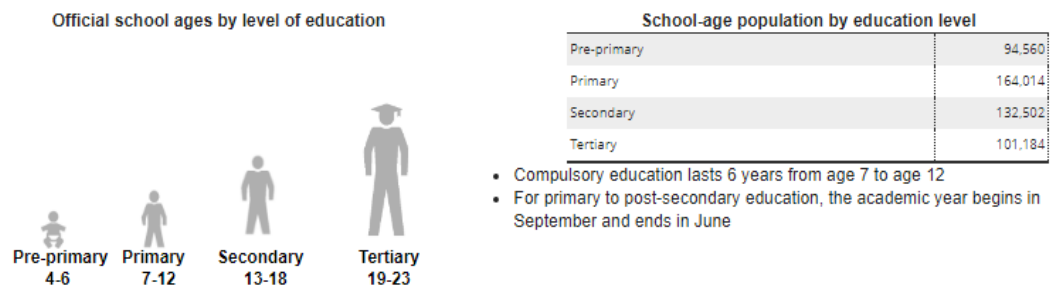 Official school ages by level of education
Pre-primary
4-6
Primary
7-12
Secondary
13-18
Tertiary
19-23
School-age population by education level
Pre-primary 94,560
Primary 164,014
Secondary 132,502
Tertiary 101,184
• Compulsory education lasts 6 years from age 7 to age 12
• For primary to post-secondary education, the academic year begins in
September and ends in June